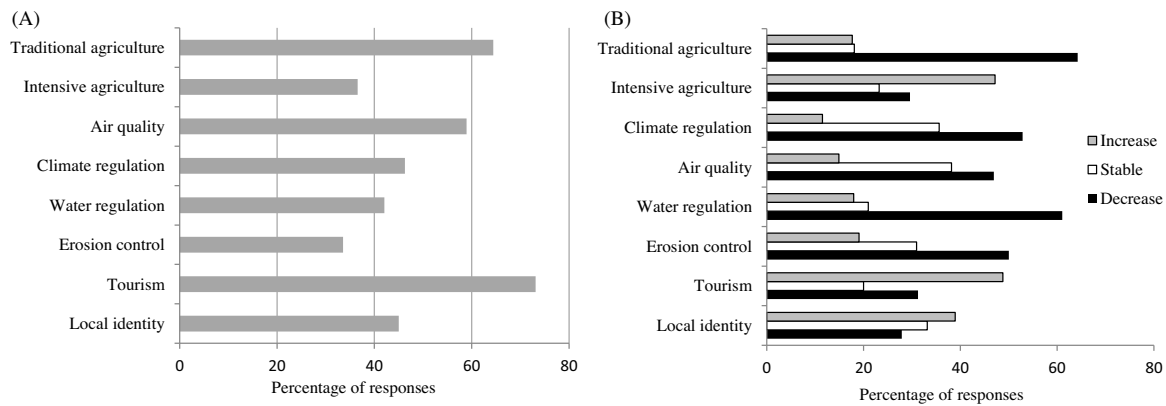 (A)
Traditional agriculture
Intensive agriculture
Air quality
Climate regulation
Water regulation
Erosion control
Tourism
Local identity
0 20 40 60 80
Percentage of responses
(B)
Traditional agriculture
Intensive agriculture
Climate regulation
Air quality
Water regulation
Erosion control
Tourism
Local identity
0 20 40 60 80
Percentage of responses
Increase
Stable
Decrease